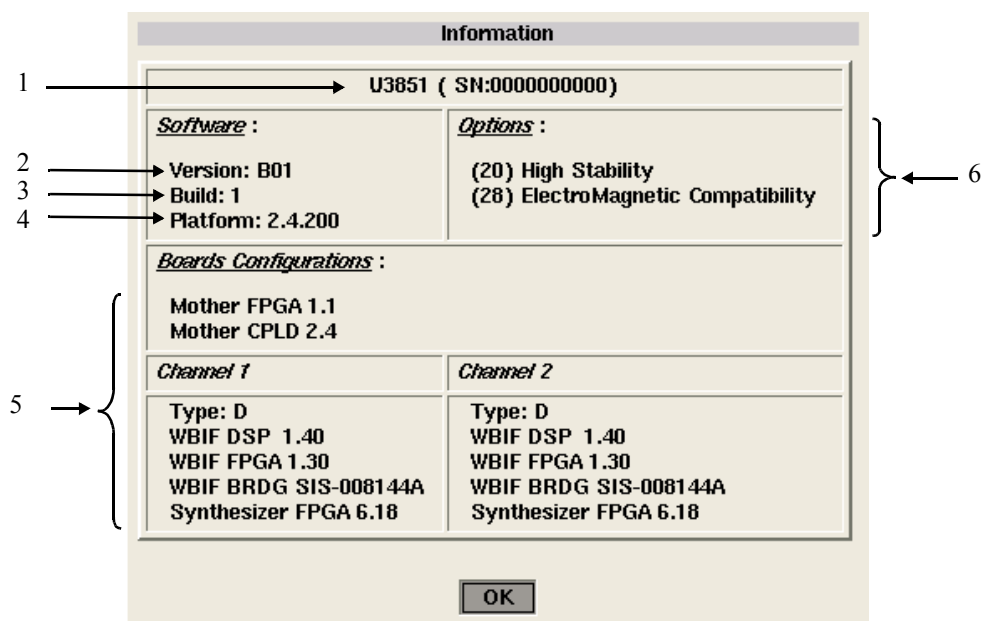 Information
1
U3851 ( SN:0000000000)
Software :
Options :
2
Version: B01
(20) High Stability
6
3
Build: 1
(28) ElectroMagnetic Compatibility
4
Platform: 2.4.200
Boards Configurations :
Mother FPGA 1.1
Mother CPLD 2.4
Channel 1
Channel 2
5
Type: D
WBIF DSP 1.40
WBIF FPGA 1.30
WBIF BRDG SIS-008144A
Synthesizer FPGA 6.18
Type: D
WBIF DSP 1.40
WBIF FPGA 1.30
WBIF BRDG SIS-008144A
Synthesizer FPGA 6.18
OK